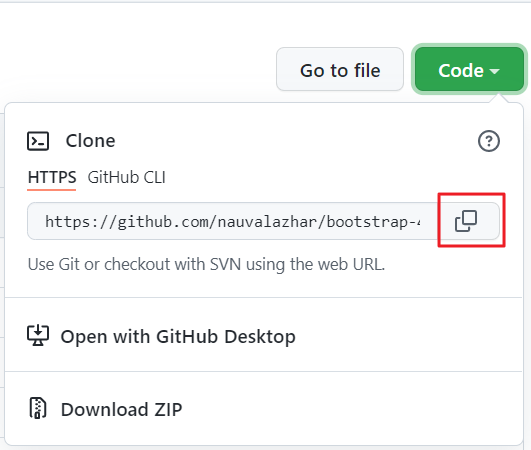 Go to file
Code
Clone
HTTPS GitHub CLI
https://github.com/nauvalazhar/bootstrap-4
Use Git or checkout with SVN using the web URL.
Open with GitHub Desktop
Download ZIP